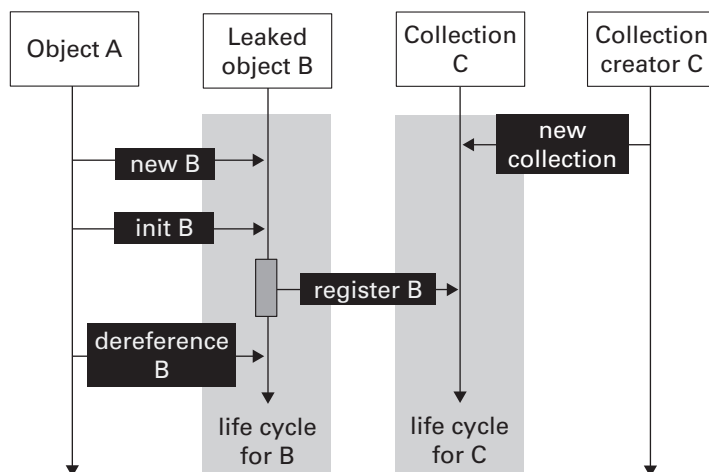 Object A
Leaked
object B
Collection
C
Collection
creator C
new
collection
new B
init B
register B
dereference
B
life cycle
for B
life cycle
for C